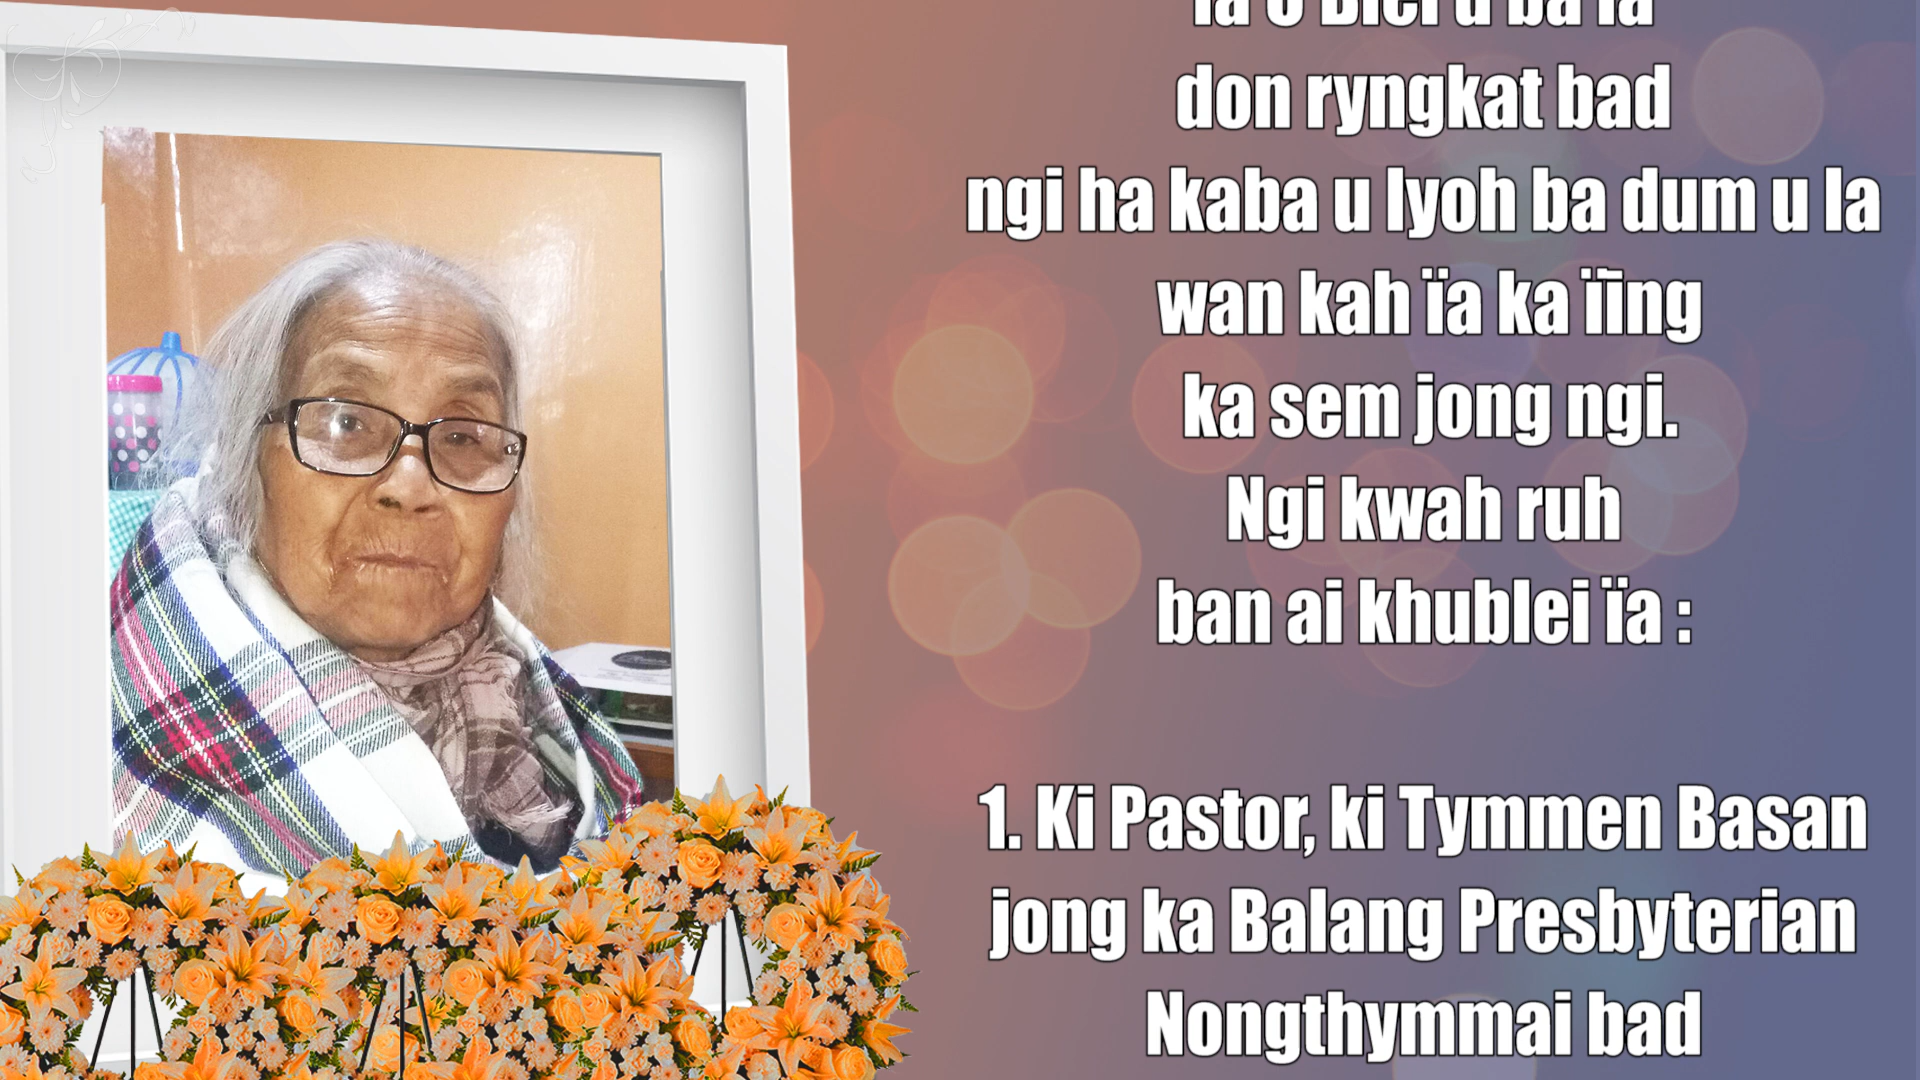 don ryngkat bad
ngi ha kaba u lyoh ba dum u la
wan kah ïa ka ïing
ka sem jong ngi.
Ngi kwah ruh
ban ai khublei ïa :
1. Ki Pastor, ki Tymmen Basan
jong ka Balang Presbyterian
Nongthymmai bad